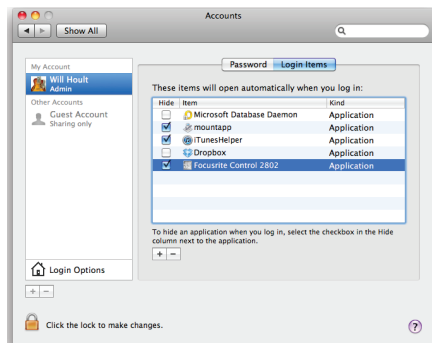 Accounts
Show All
My Account
Will Hoult
Admin
Other Accounts
Guest Account
Sharing only
Login Options
Password
Login Items
These items will open automatically when you log in:
Hide Item Kind
Microsoft Database Daemon Application
mountapp Application
iTunesHelper Application
Dropbox Application
Focusrite Control 2802 Application
To hide an application when you log in, select the checkbox in the Hide
column next to the application.
+ −
+ −
Click the lock to make changes.
?